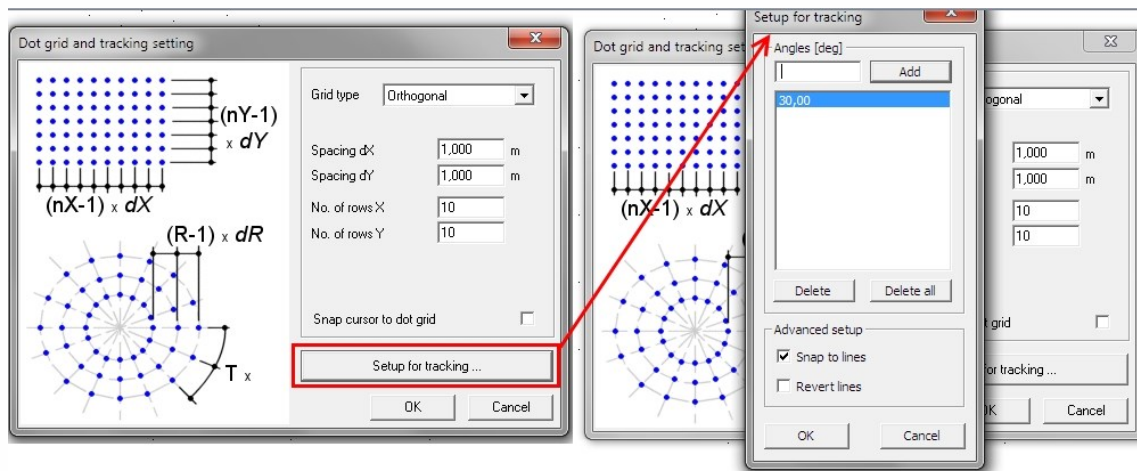 Dot grid and tracking setting
Grid type Orthogonal
(nY-1)
x dY
Spacing dX 1,000 m
Spacing dY 1,000 m
(nX-1) x dX
No. of rows X 10
No. of rows Y 10
(R-1) x dR
T x
Snap cursor to dot grid
Setup for tracking ...
OK Cancel
Dot grid and tracking set
(nX-1) x dX
ogonal
1,000 m
1,000 m
10
10
t grid
or tracking ...
OK Cancel
Setup for tracking
Angles [deg]
Add
30,00
Delete Delete all
Advanced setup
Snap to lines
Revert lines
OK Cancel